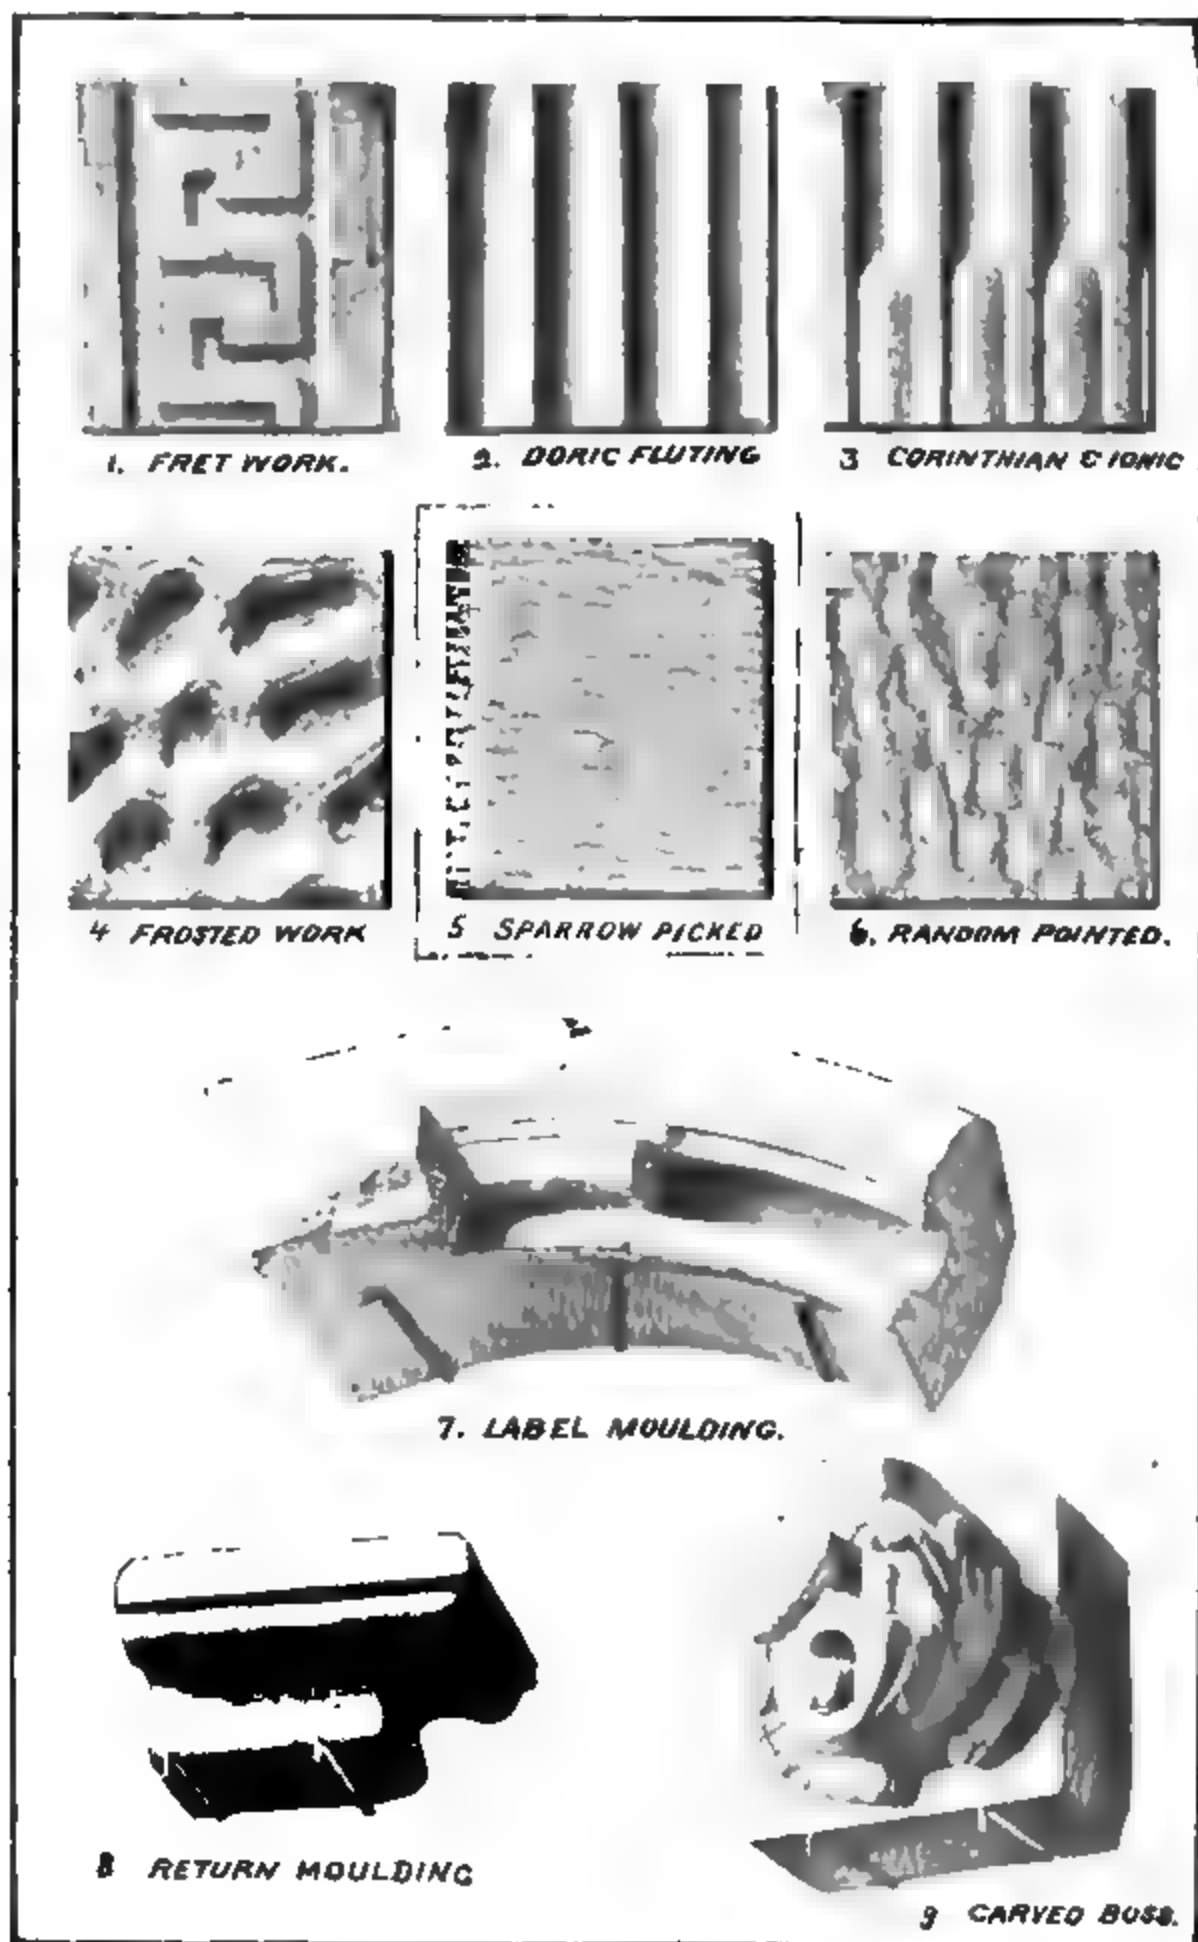 1. FRET WORK.
2. DORIC FLUTING
3 CORINTHIAN & IONIC
4 FROSTED WORK
5 SPARROW PICKED
6. RANDOM POINTED.
7. LABEL MOULDING.
8 RETURN MOULDING
9 CARVED BOSS.